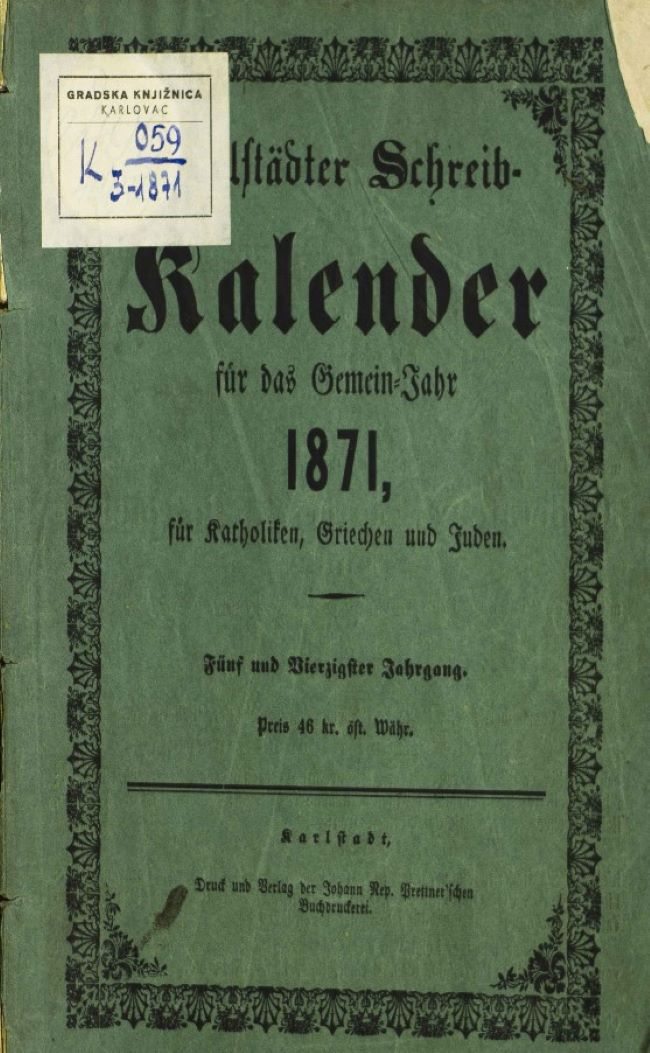 GRADSKA KNJIŽNICA
KARLOVAC
K 059
3-1871
lstädter Schreib-
Kalender
für das Gemein-Jahr
1871,
für Katholiken, Griechen und Juden.
Fünf und Vierzigster Jahrgang.
Preis 46 kr. öst. Währ.
Karlstadt,
Druck und Verlag der Johann Nep. Prettner'schen
Buchdruckerei.